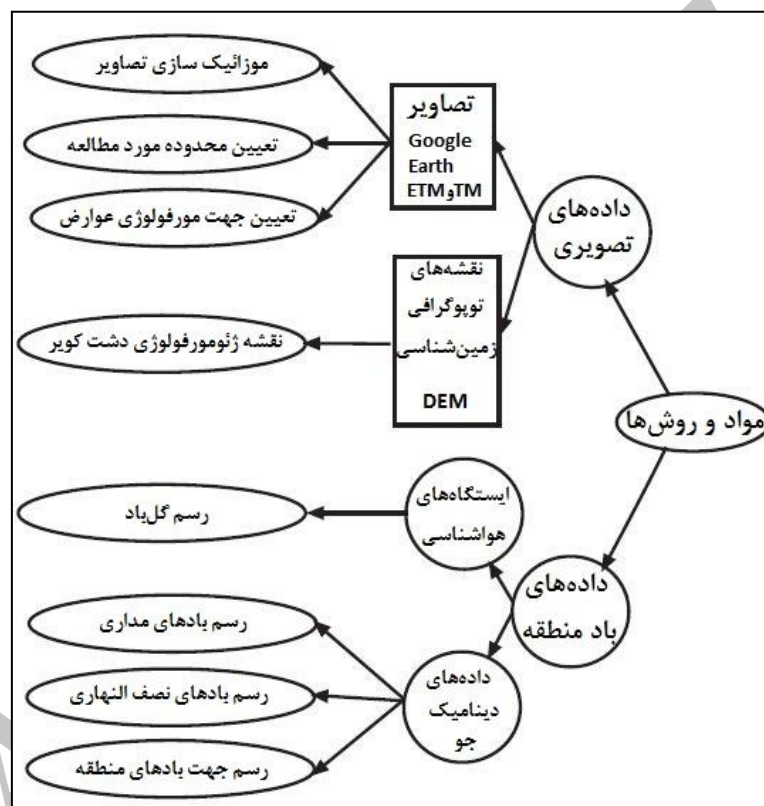 مواد و روش‌ها
داده‌های
تصویری
تصاویر
Google
Earth
TMوETM
موزائیک سازی تصاویر
تعیین محدوده مورد مطالعه
تعیین جهت مورفولوژی عوارض
نقشه‌های
توپوگرافی
زمین‌شناسی
DEM
نقشه ژئومورفولوژی دشت کویر
داده‌های
باد منطقه
ایستگاه‌های
هواشناسی
رسم گل‌باد
داده‌های
دینامیک
جو
رسم بادهای مداری
رسم بادهای نصف النهاری
رسم جهت بادهای منطقه